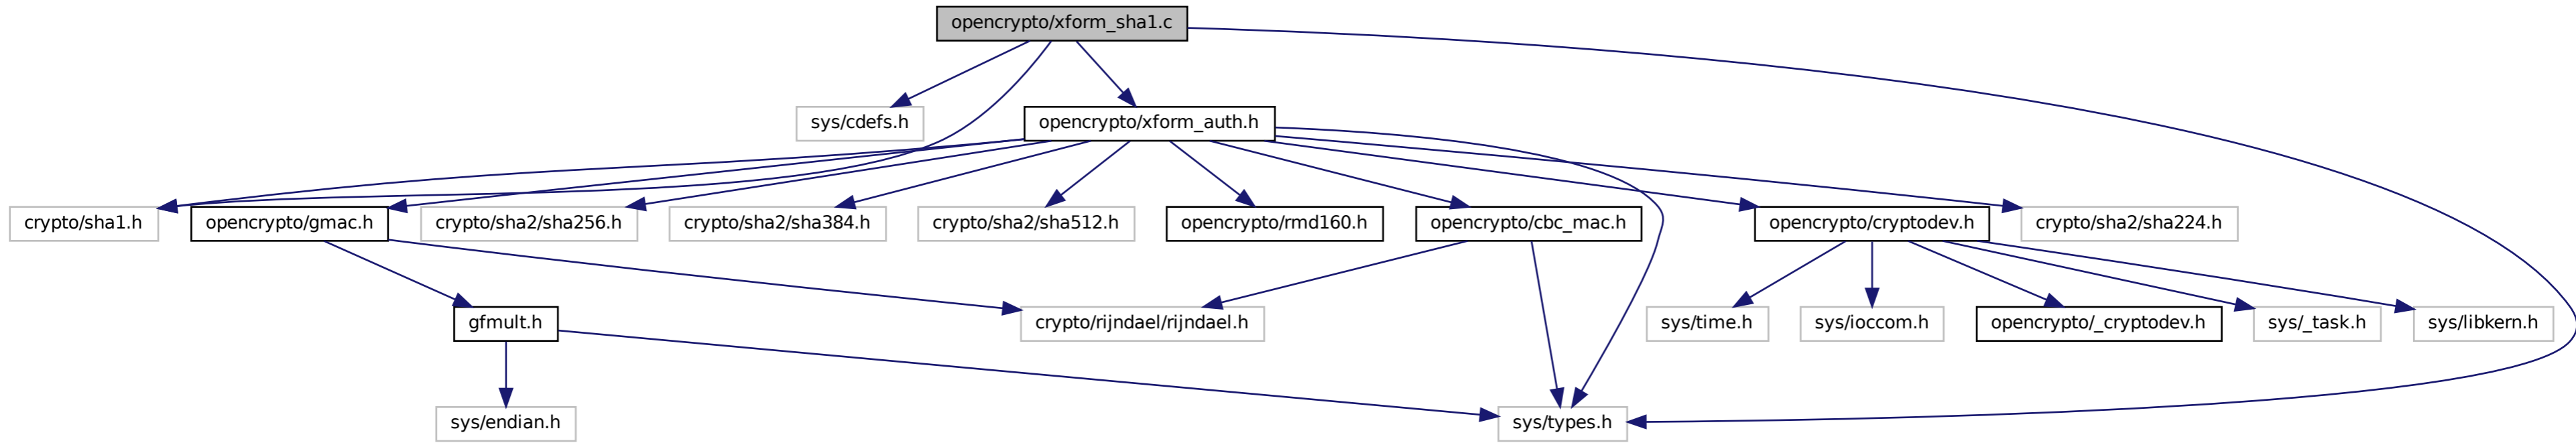 opencrypto/xform_sha1.c
sys/cdefs.h
opencrypto/xform_auth.h
crypto/sha1.h
opencrypto/gmac.h
crypto/sha2/sha256.h
crypto/sha2/sha384.h
crypto/sha2/sha512.h
opencrypto/rmd160.h
opencrypto/cbc_mac.h
opencrypto/cryptodev.h
crypto/sha2/sha224.h
gfmult.h
crypto/rijndael/rijndael.h
sys/time.h
sys/ioccom.h
opencrypto/_cryptodev.h
sys/_task.h
sys/libkern.h
sys/endian.h
sys/types.h